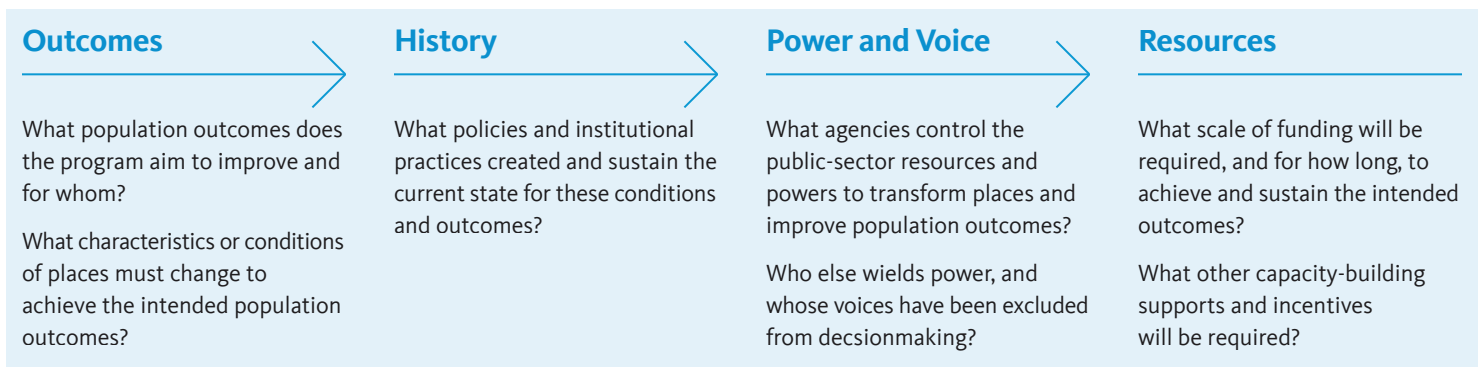 Outcomes
What population outcomes does
the program aim to improve and
for whom?
What characteristics or conditions
of places must change to
achieve the intended population
outcomes?
History
What policies and institutional
practices created and sustain the
current state for these conditions
and outcomes?
Power and Voice
What agencies control the
public-sector resources and
powers to transform places and
improve population outcomes?
Who else wields power, and
whose voices have been excluded
from decsionmaking?
Resources
What scale of funding will be
required, and for how long, to
achieve and sustain the intended
outcomes?
What other capacity-building
supports and incentives
will be required?